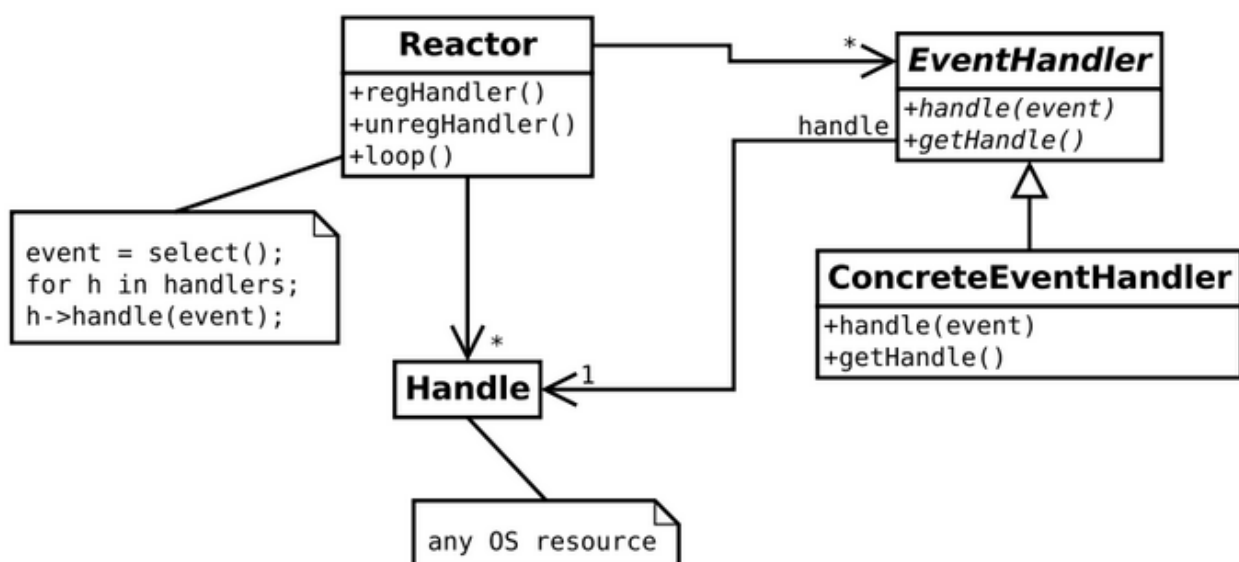 Reactor
+regHandler()
+unregHandler()
+loop()
*
EventHandler
+handle(event)
+getHandle()
handle
event = select();
for h in handlers;
h->handle(event);
ConcreteEventHandler
+handle(event)
+getHandle()
*
1
Handle
any OS resource